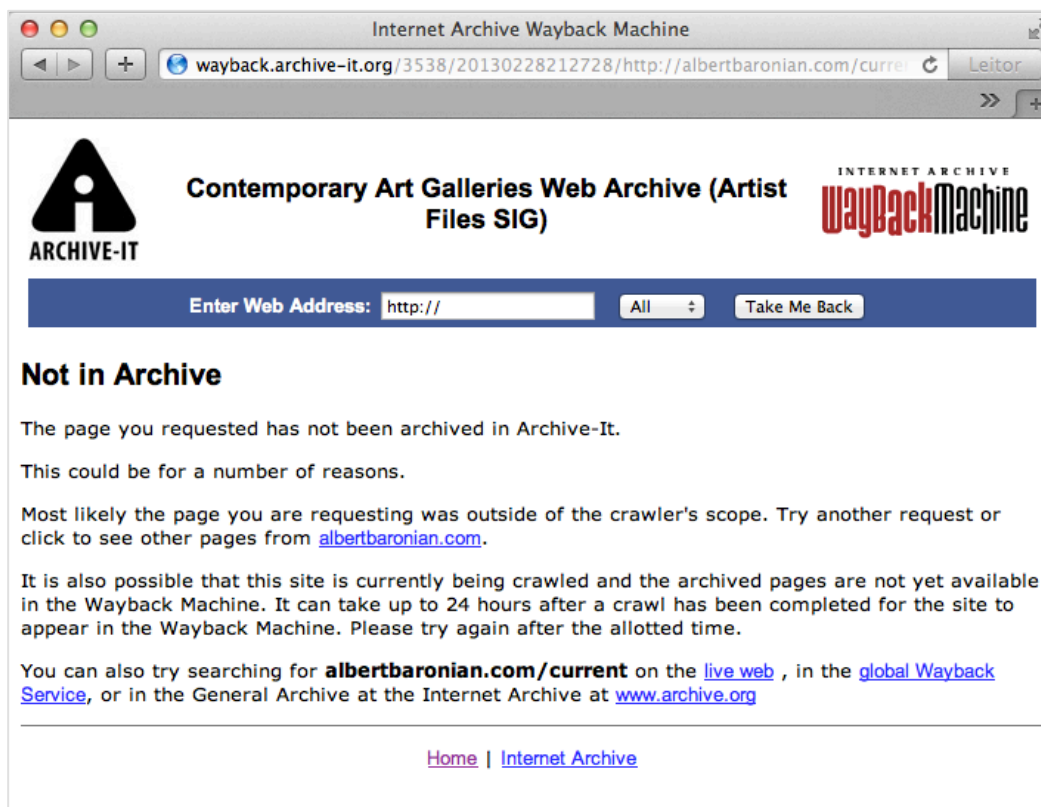 Internet Archive Wayback Machine
wayback.archive-it.org/3538/20130228212728/http://albertbaronian.com/curre
Leitor
ARCHIVE-IT
Contemporary Art Galleries Web Archive (Artist
Files SIG)
INTERNET ARCHIVE
WayBackMachine
Enter Web Address: http:// All Take Me Back
Not in Archive
The page you requested has not been archived in Archive-It.
This could be for a number of reasons.
Most likely the page you are requesting was outside of the crawler's scope. Try another request or
click to see other pages from albertbaronian.com.
It is also possible that this site is currently being crawled and the archived pages are not yet available
in the Wayback Machine. It can take up to 24 hours after a crawl has been completed for the site to
appear in the Wayback Machine. Please try again after the allotted time.
You can also try searching for albertbaronian.com/current on the live web , in the global Wayback
Service, or in the General Archive at the Internet Archive at www.archive.org
Home | Internet Archive